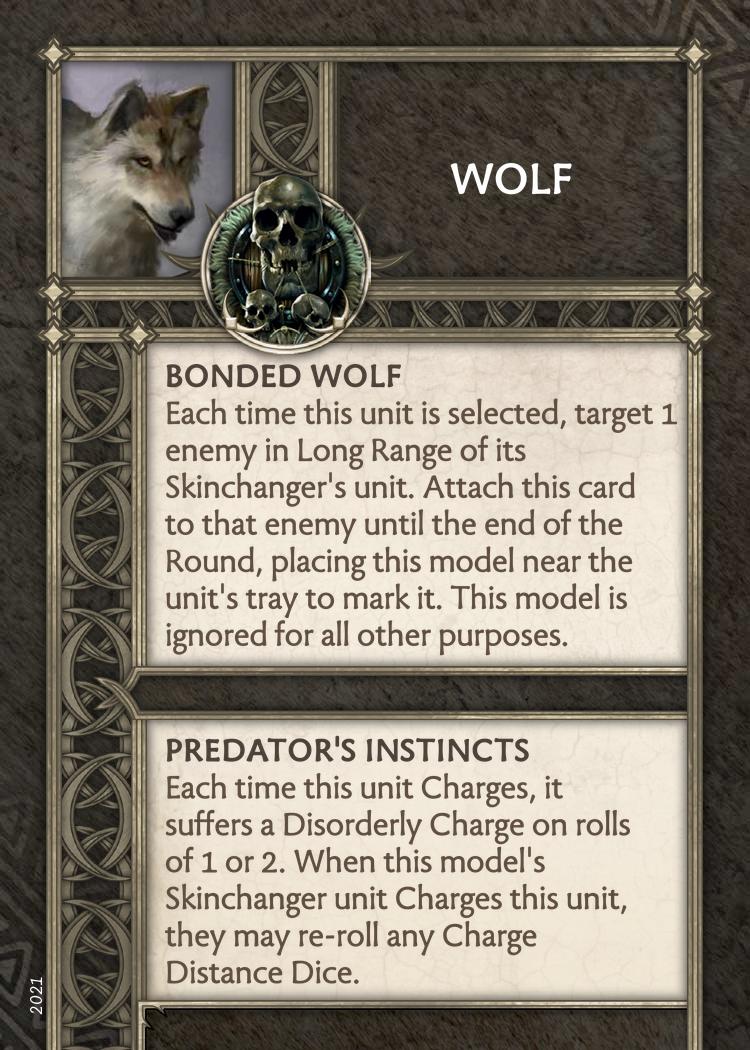 WOLF
BONDED WOLF
Each time this unit is selected, target 1
enemy in Long Range of its
Skinchanger's unit. Attach this card
to that enemy until the end of the
Round, placing this model near the
unit's tray to mark it. This model is
ignored for all other purposes.
PREDATOR'S INSTINCTS
Each time this unit Charges, it
suffers a Disorderly Charge on rolls
of 1 or 2. When this model's
Skinchanger unit Charges this unit,
they may re-roll any Charge
Distance Dice.
2021